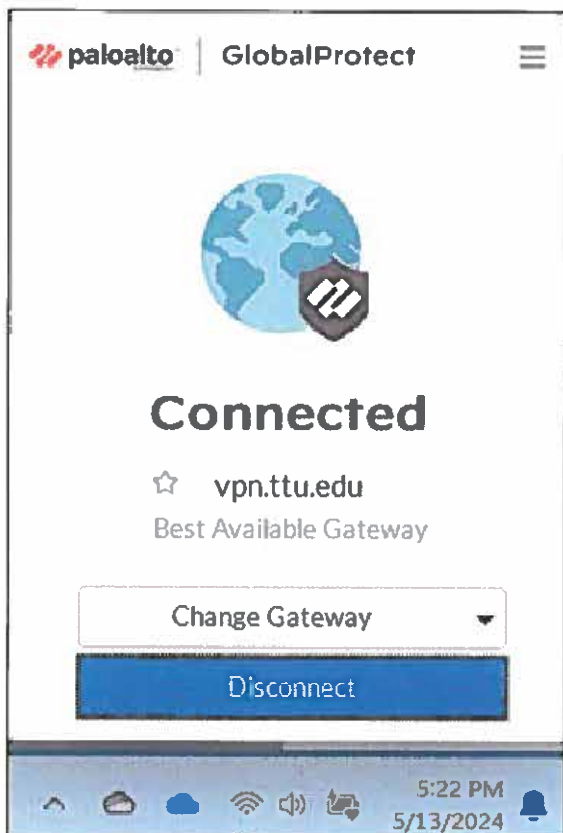 paloalto GlobalProtect
Connected
vpn.ttu.edu
Best Available Gateway
Change Gateway
Disconnect
5:22 PM
5/13/2024